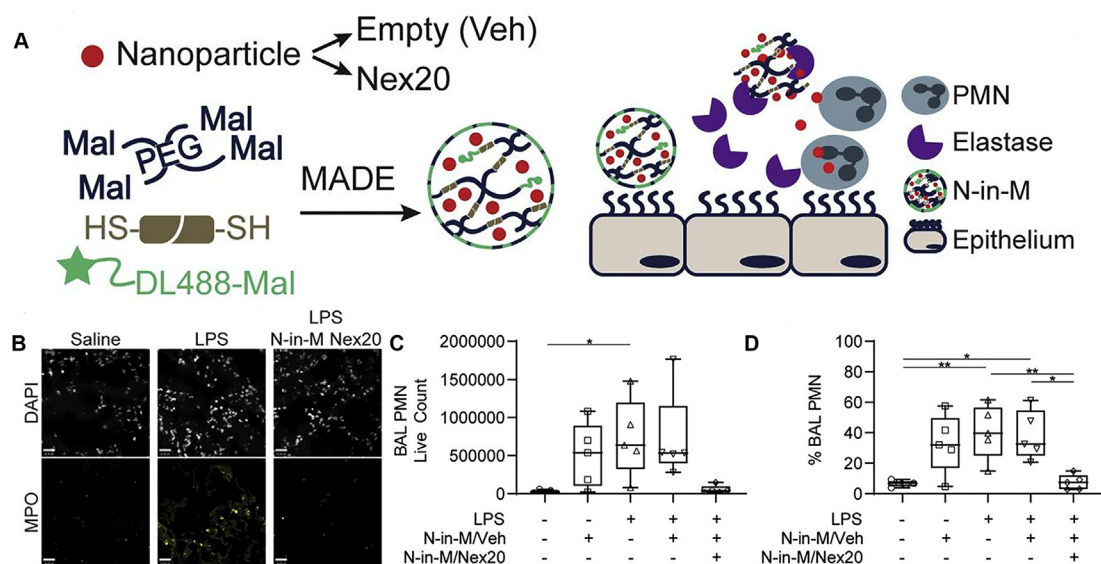 A
Nanoparticle
Empty (Veh)
Nex20
Mal
Mal
Mal
Mal
PEG
HS-
-SH
DL488-Mal
MADE
PMN
Elastase
N-in-M
Epithelium
B
Saline
LPS
LPS
N-in-M Nex20
DAPI
MPO
C
BAL PMN
Live Count
2000000
1500000
1000000
500000
0
*
LPS - - + + +
N-in-M/Veh - + - + +
N-in-M/Nex20 - - - - +
D
% BAL PMN
100
80
60
40
20
0
*
**
**
*
LPS - - + + +
N-in-M/Veh - + - + +
N-in-M/Nex20 - - - - +